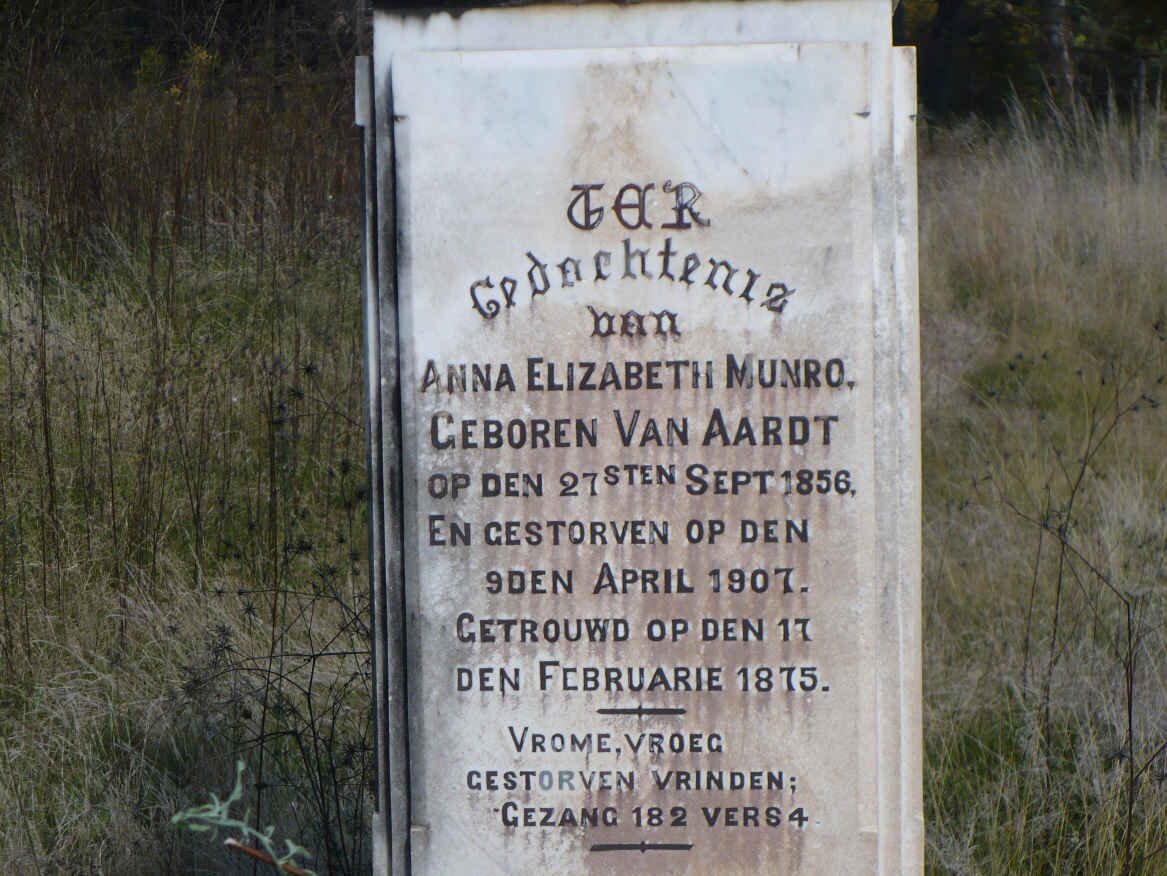 TER
Gedachteniz
van
ANNA ELIZABETH MUNRO,
GEBOREN VAN AARDT
OP DEN 27STEN SEPT 1856,
EN GESTORVEN OP DEN
9DEN APRIL 1907.
GETROUWD OP DEN 17
DEN FEBRUARIE 1875.
VROME, VROEG
GESTORVEN VRINDEN;
GEZANG 182 VERS 4